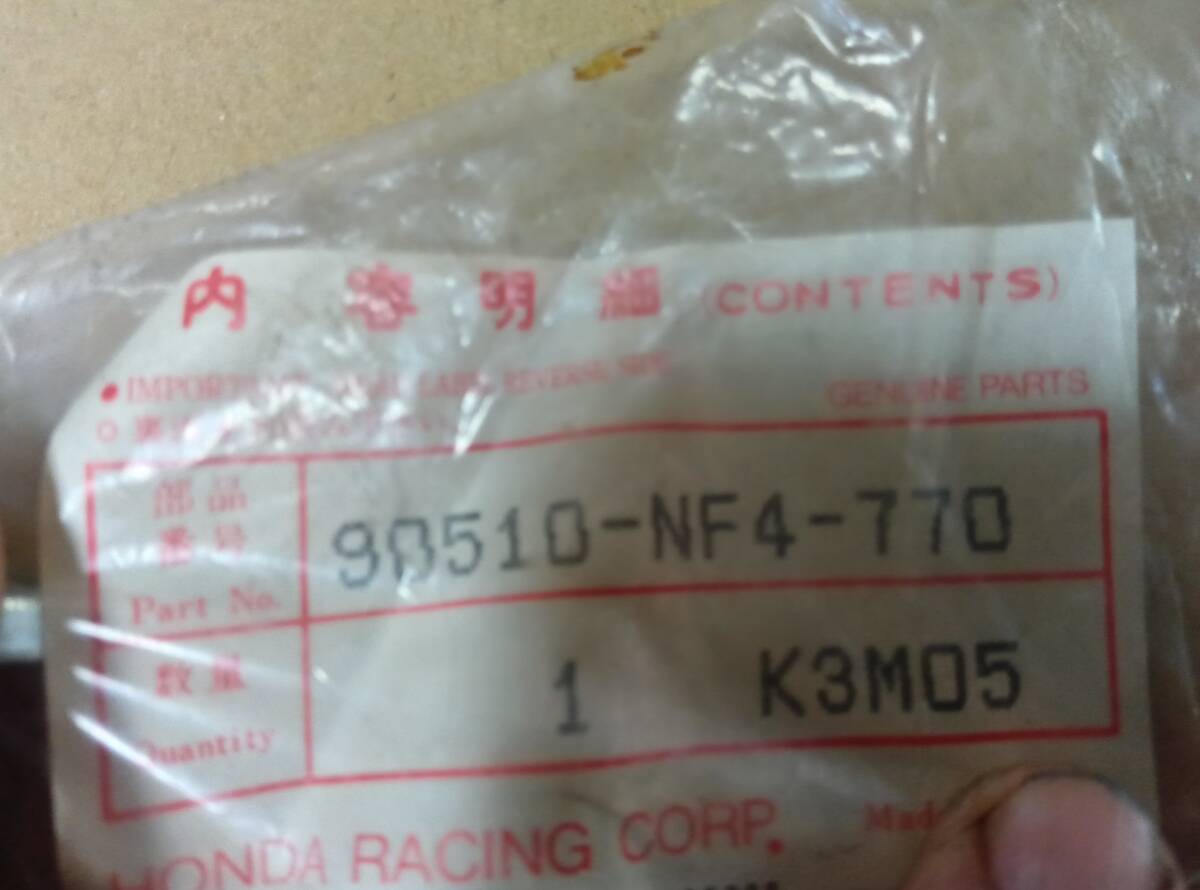 内容明細 (CONTENTS)
GENUINE PARTS
部品
番号
Part No.
90510-NF4-770
数量
Quantity
1 K3M05
HONDA RACING CORP.